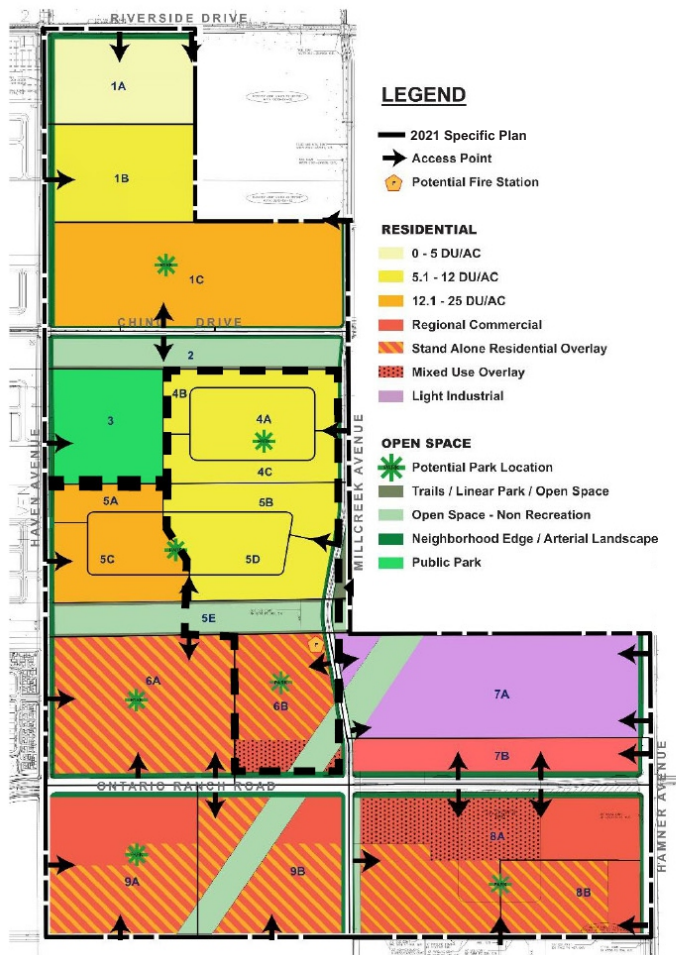 RIVERSIDE DRIVE
1A
LEGEND
2021 Specific Plan
Access Point
1B
Potential Fire Station
RESIDENTIAL
0 - 5 DU/AC
5.1 - 12 DU/AC
1C
12.1 - 25 DU/AC
CHINO DRIVE
Regional Commercial
2
Stand Alone Residential Overlay
Mixed Use Overlay
4B
Light Industrial
3
4A
OPEN SPACE
4C
Potential Park Location
5A
5B
Trails / Linear Park / Open Space
HAVEN AVENUE
MILLCREEK AVENUE
Open Space - Non Recreation
Neighborhood Edge / Arterial Landscape
5C
5D
Public Park
5E
F
6A
6B
7A
7B
ONTARIO RANCH ROAD
HAMNER AVENUE
8A
9A
9B
8B